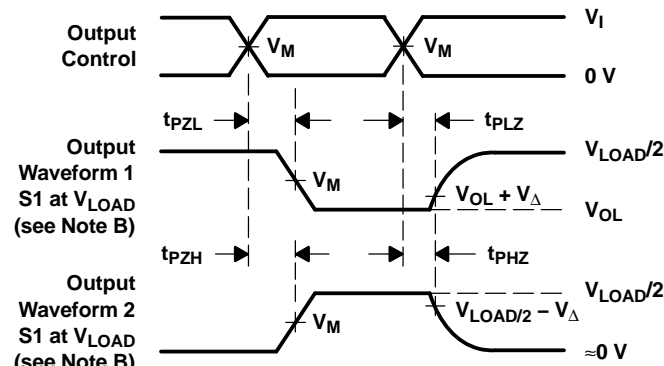 Output
Control
V_M
V_M
V_I
0 V
t_PZL
t_PLZ
Output
Waveform 1
S1 at V_LOAD
(see Note B)
V_M
V_LOAD/2
V_OL + V_Δ
V_OL
t_PZH
t_PHZ
Output
Waveform 2
S1 at V_LOAD
(see Note B)
V_M
V_LOAD/2
V_LOAD/2 − V_Δ
≈0 V